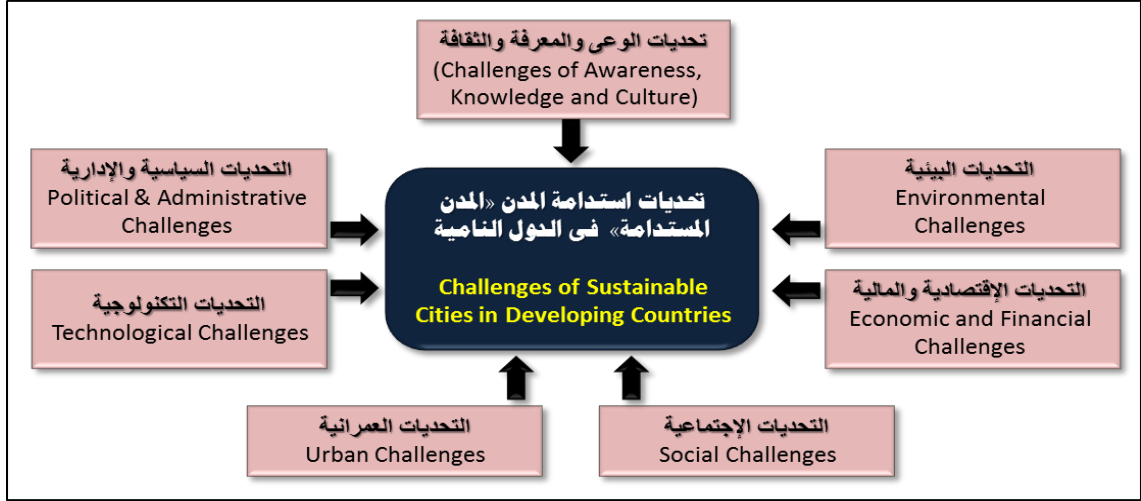 تحديات الوعى والمعرفة والثقافة
(Challenges of Awareness,
Knowledge and Culture)
التحديات السياسية والإدارية
Political & Administrative
Challenges
التحديات البيئية
Environmental
Challenges
تحديات استدامة المدن «المدن
المستدامة» فى الدول النامية
Challenges of Sustainable
Cities in Developing Countries
التحديات التكنولوجية
Technological Challenges
التحديات الإقتصادية والمالية
Economic and Financial
Challenges
التحديات العمرانية
Urban Challenges
التحديات الإجتماعية
Social Challenges